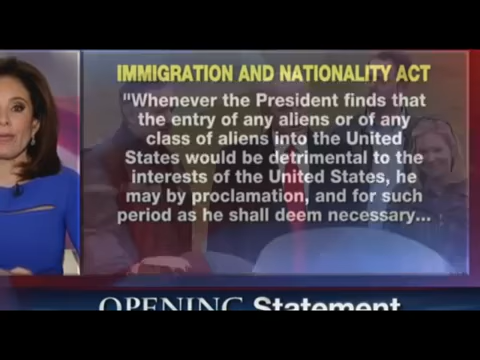 IMMIGRATION AND NATIONALITY ACT
"Whenever the President finds that
the entry of any aliens or of any
class of aliens into the United
States would be detrimental to the
interests of the United States, he
may by proclamation, and for such
period as he shall deem necessary...
OPENING Statement